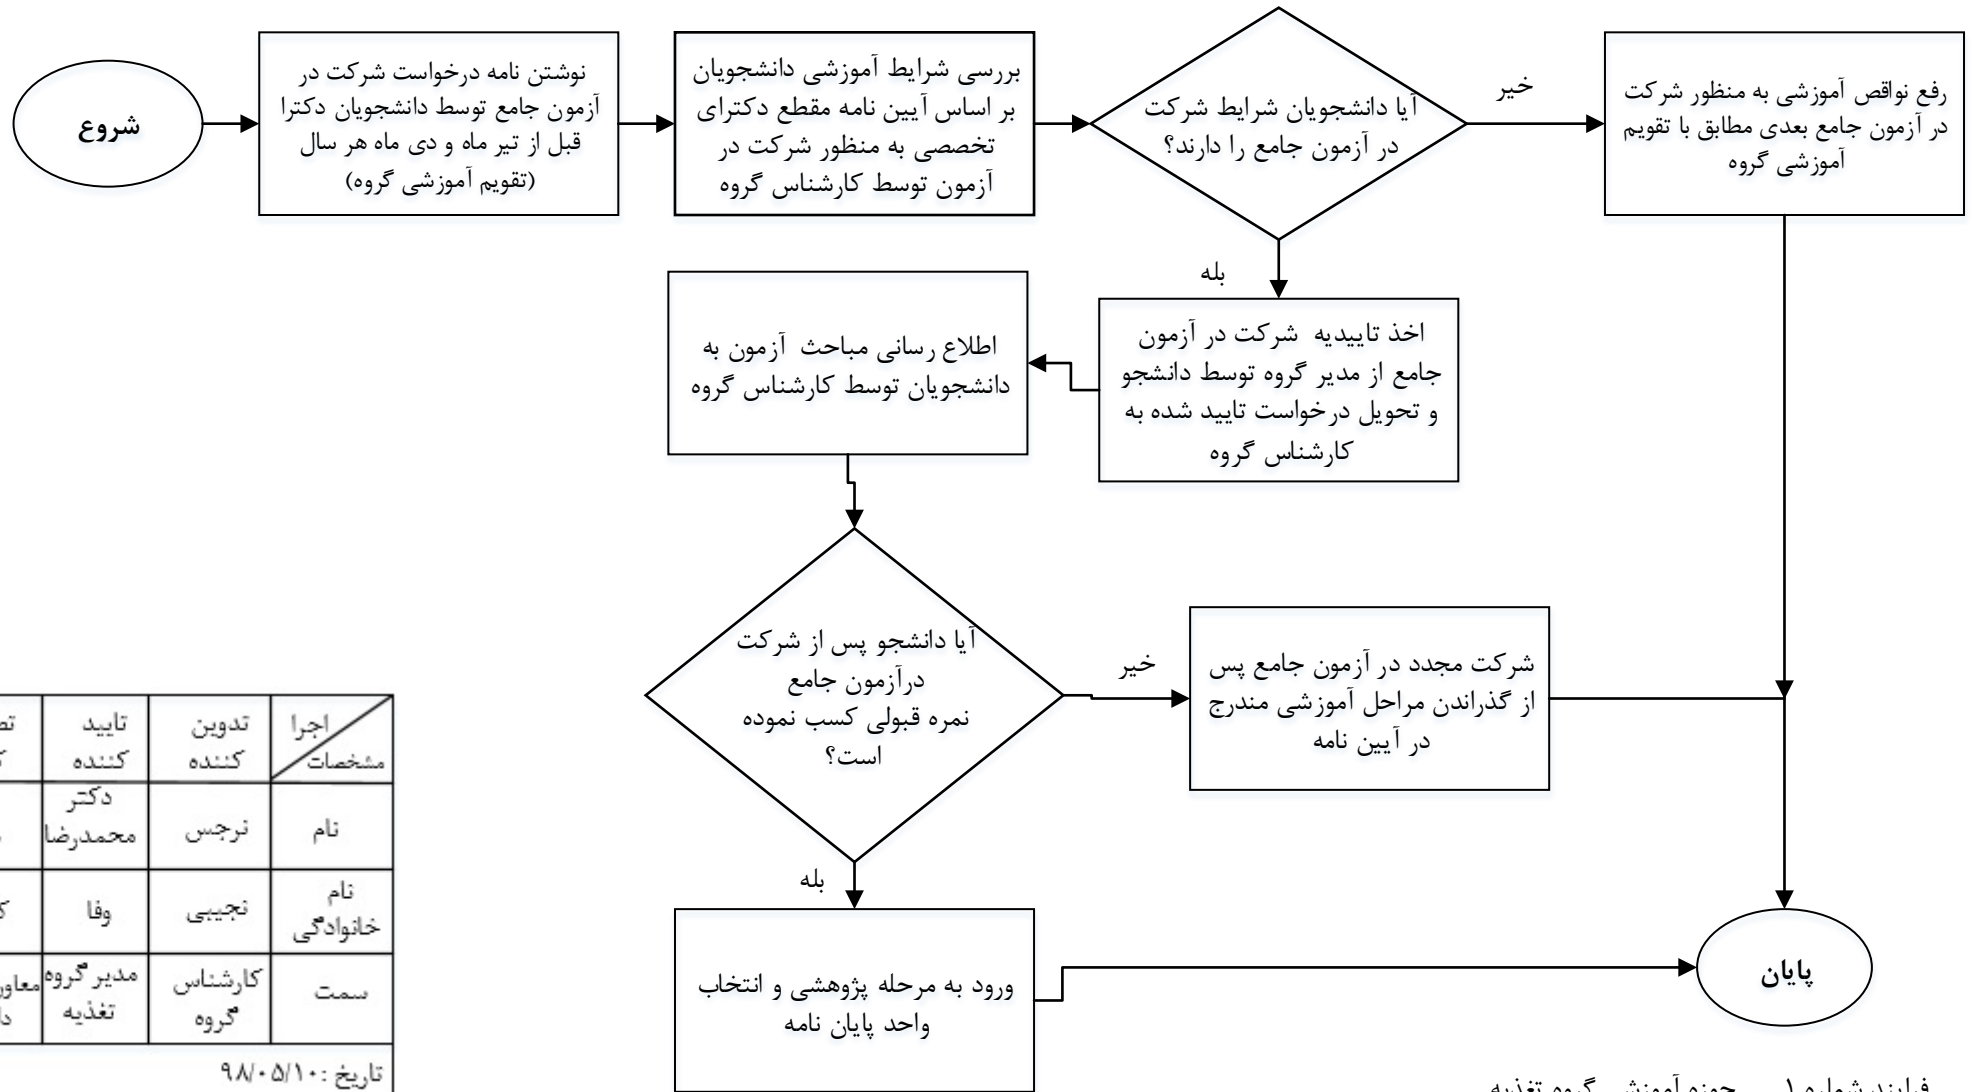 شروع
نوشتن نامه درخواست شرکت در
آزمون جامع توسط دانشجویان دکترا
قبل از تیر ماه و دی ماه هر سال
(تقویم آموزشی گروه)
بررسی شرایط آموزشی دانشجویان
بر اساس آیین نامه مقطع دکترای
تخصصی به منظور شرکت در
آزمون توسط کارشناس گروه
آیا دانشجویان شرایط شرکت
در آزمون جامع را دارند؟
خیر
رفع نواقص آموزشی به منظور شرکت
در آزمون جامع بعدی مطابق با تقویم
آموزشی گروه
بله
اخذ تاییدیه شرکت در آزمون
جامع از مدیر گروه توسط دانشجو
و تحویل درخواست تایید شده به
کارشناس گروه
اطلاع رسانی مباحث آزمون به
دانشجویان توسط کارشناس گروه
آیا دانشجو پس از شرکت
درآزمون جامع
نمره قبولی کسب نموده
است؟
خیر
شرکت مجدد در آزمون جامع پس
از گذراندن مراحل آموزشی مندرج
در آیین نامه
بله
ورود به مرحله پژوهشی و انتخاب
واحد پایان نامه
پایان
اجرا
مشخصات
تدوین
کننده
تایید
کننده
نام
نرجس
دکتر
محمدرضا
نام
خانوادگی
نجیبی
وفا
سمت
کارشناس
گروه
مدیر گروه
تغذیه
تاریخ :۹۸/۰۵/۱۰
فرایند شماره ۱ حوزه آموزشی گروه تغذیه